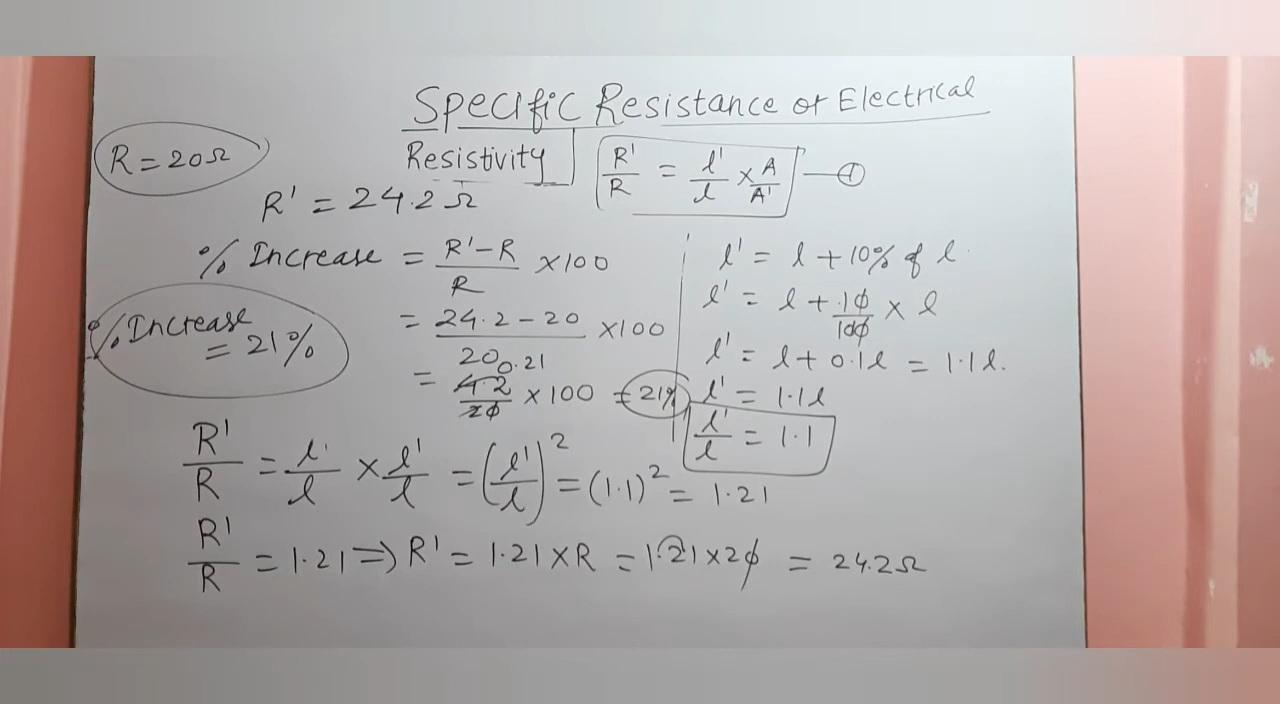 Specific Resistance or Electrical
Resistivity
R = 20Ω
R'/R = l'/l × A/A' —①
R' = 24.2 Ω
% Increase = R'-R/R × 100
= 24.2 - 20/20 × 100
= 4.2/20 0.21 × 100 = 21%
% Increase
= 21%
l' = l + 10% of l.
l' = l + 10/100 × l
l' = l + 0.1l = 1.1l.
l' = 1.1l
l'/l = 1.1
R'/R = l'/l × l'/l = (l'/l)² = (1.1)² = 1.21
R'/R = 1.21 ⇒ R' = 1.21 × R = 1.21 × 20 = 24.2Ω